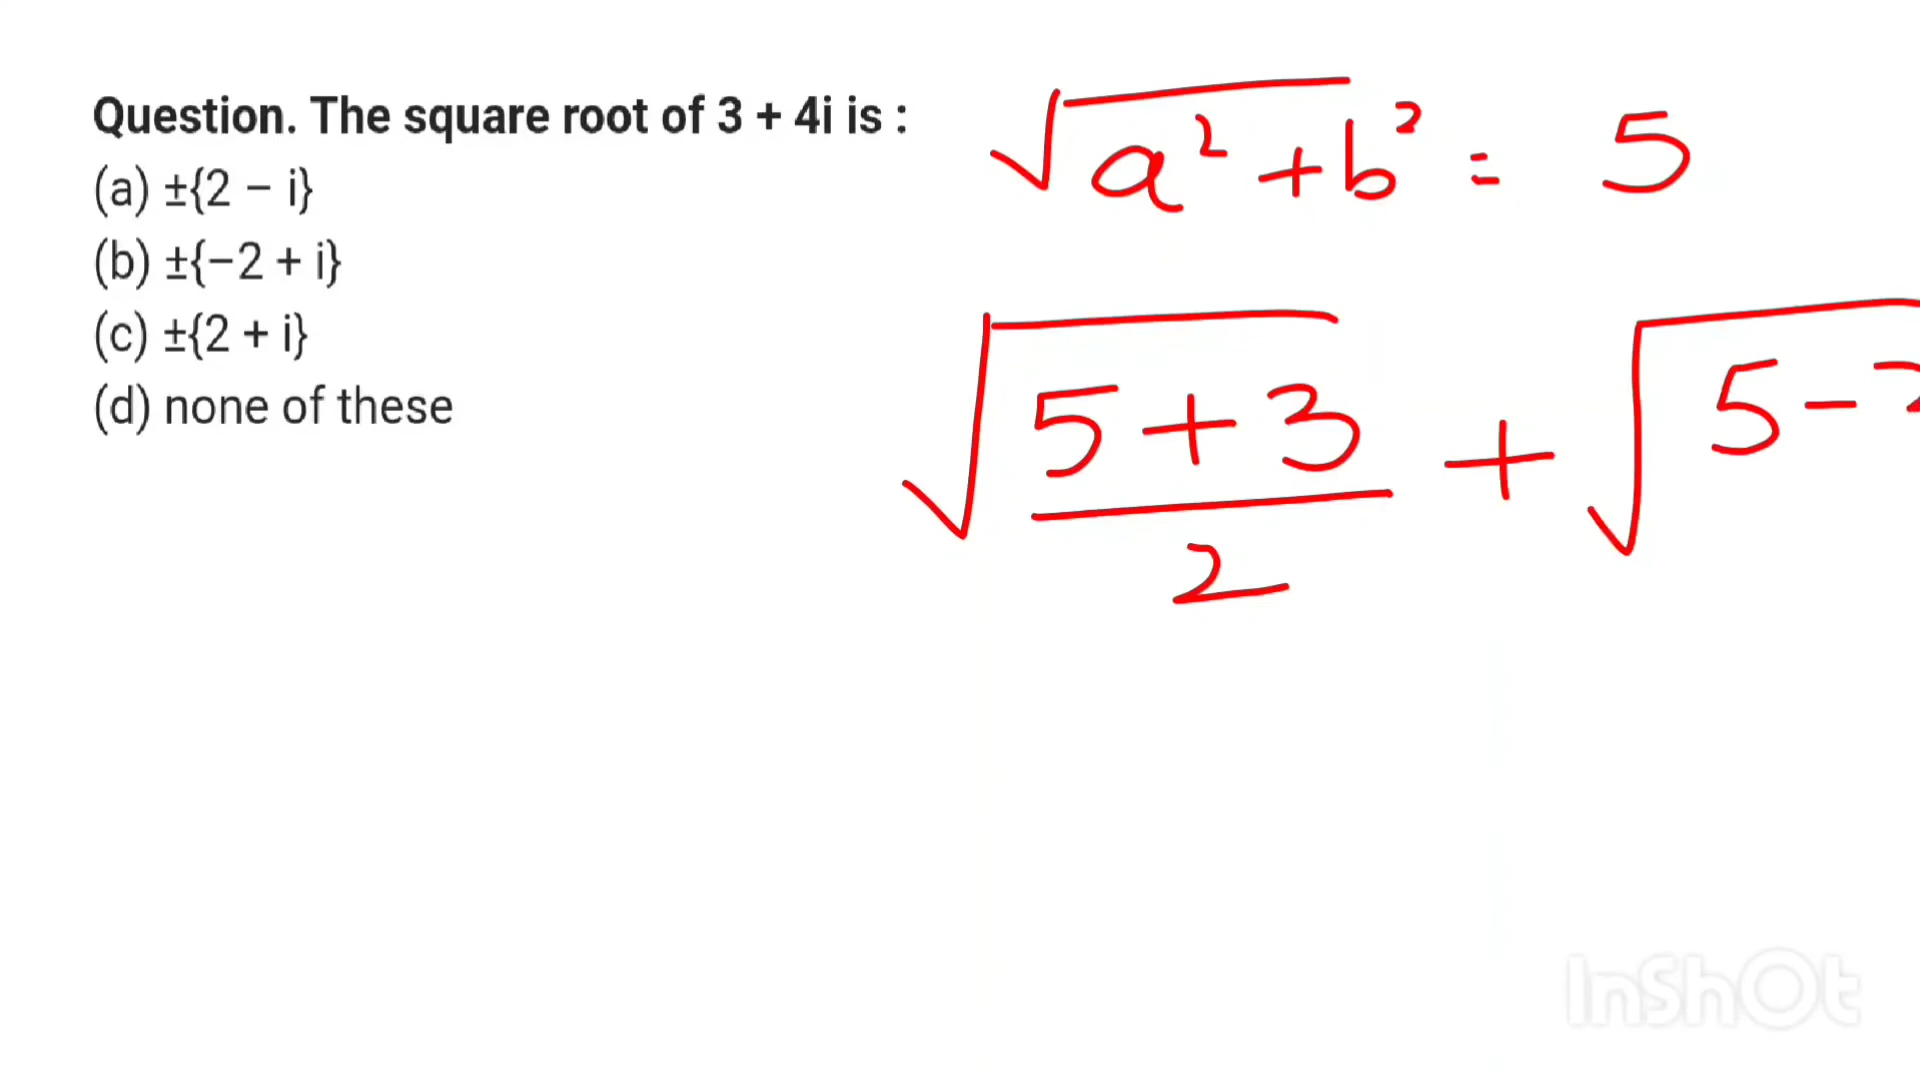 Question. The square root of 3 + 4i is :
(a) ±{2 – i}
(b) ±{–2 + i}
(c) ±{2 + i}
(d) none of these
√a² + b² = 5
√5 + 3 / 2 + √5 –
InShOt